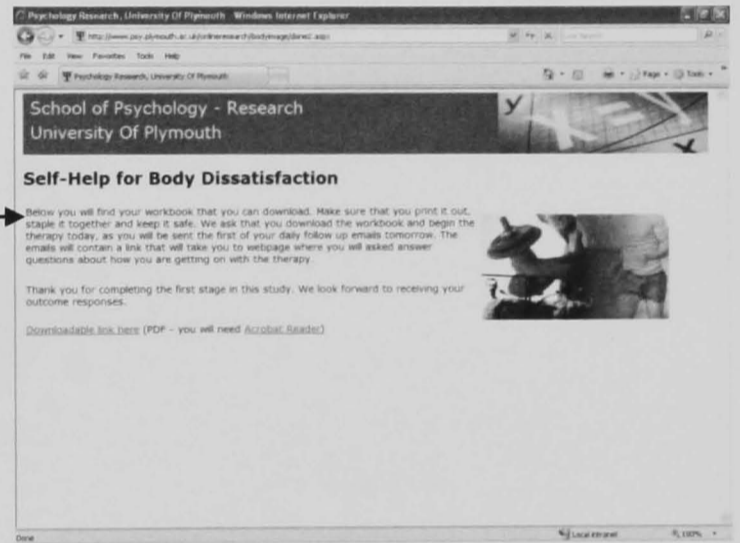 Psychology Research, University Of Plymouth - Windows Internet Explorer
File Edit View Favorites Tools Help
Psychology Research, University Of Plymouth
Page Tools
School of Psychology - Research
University Of Plymouth
Self-Help for Body Dissatisfaction
Below you will find your workbook that you can download. Make sure that you print it out,
staple it together and keep it safe. We ask that you download the workbook and begin the
therapy today, as you will be sent the first of your daily follow up emails tomorrow. The
emails will contain a link that will take you to webpage where you will asked answer
questions about how you are getting on with the therapy.
Thank you for completing the first stage in this study. We look forward to receiving your
outcome responses.
Downloadable link here (PDF - you will need Acrobat Reader)
Done
Local intranet
100%